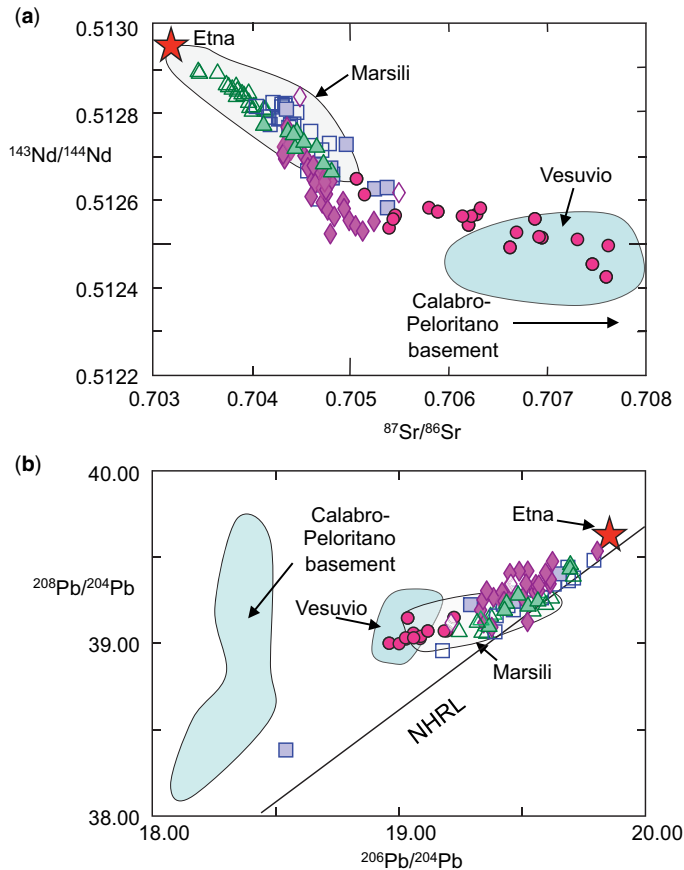 (a)
0.5130
0.5128
0.5126
0.5124
0.5122
¹⁴³Nd/¹⁴⁴Nd
Etna
Marsili
Vesuvio
Calabro-
Peloritano
basement
0.703
0.704
0.705
0.706
0.707
0.708
⁸⁷Sr/⁸⁶Sr
(b)
40.00
39.00
38.00
²⁰⁸Pb/²⁰⁴Pb
Calabro-
Peloritano
basement
Vesuvio
Etna
Marsili
NHRL
18.00
19.00
20.00
²⁰⁶Pb/²⁰⁴Pb